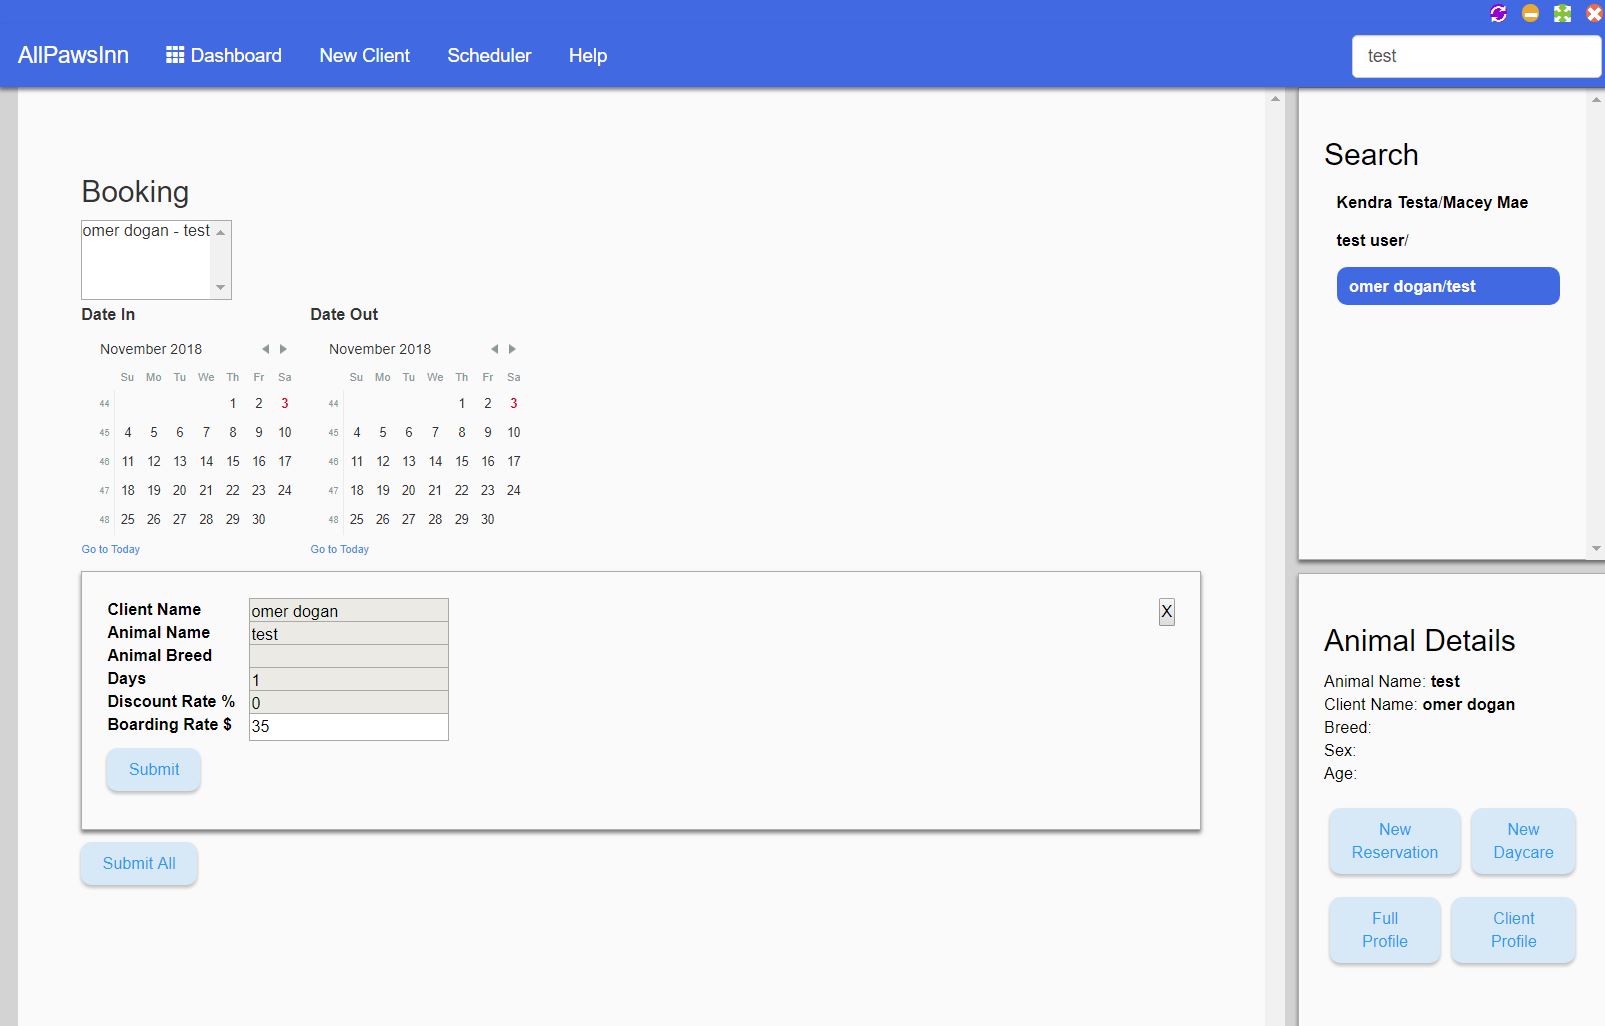 AllPawsInn Dashboard New Client Scheduler Help test
Booking
omer dogan - test
Date In Date Out
November 2018 November 2018
Su Mo Tu We Th Fr Sa Su Mo Tu We Th Fr Sa
44 1 2 3 44 1 2 3
45 4 5 6 7 8 9 10 45 4 5 6 7 8 9 10
46 11 12 13 14 15 16 17 46 11 12 13 14 15 16 17
47 18 19 20 21 22 23 24 47 18 19 20 21 22 23 24
48 25 26 27 28 29 30 48 25 26 27 28 29 30
Go to Today Go to Today
Client Name omer dogan X
Animal Name test
Animal Breed
Days 1
Discount Rate % 0
Boarding Rate $ 35
Submit
Submit All
Search
Kendra Testa/Macey Mae
test user/
omer dogan/test
Animal Details
Animal Name: test
Client Name: omer dogan
Breed:
Sex:
Age:
New New
Reservation Daycare
Full Client
Profile Profile